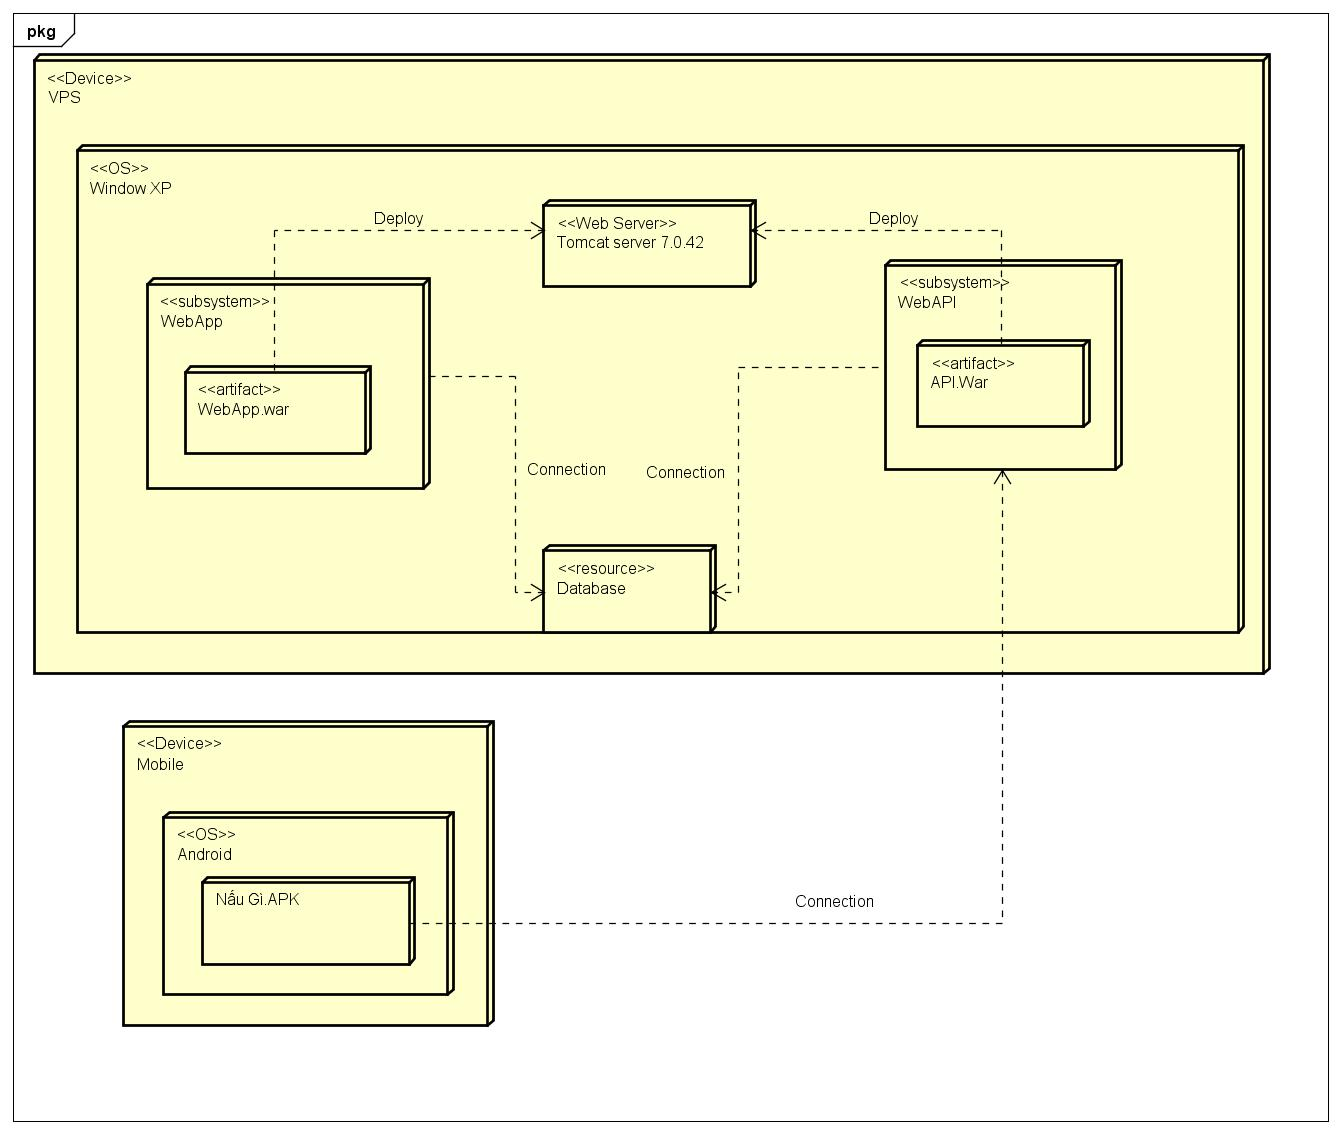 pkg
<<Device>>
VPS
<<OS>>
Window XP
Deploy
<<Web Server>>
Tomcat server 7.0.42
Deploy
<<subsystem>>
WebApp
<<subsystem>>
WebAPI
<<artifact>>
WebApp.war
<<artifact>>
API.War
Connection
Connection
<<resource>>
Database
<<Device>>
Mobile
<<OS>>
Android
Nấu Gì.APK
Connection